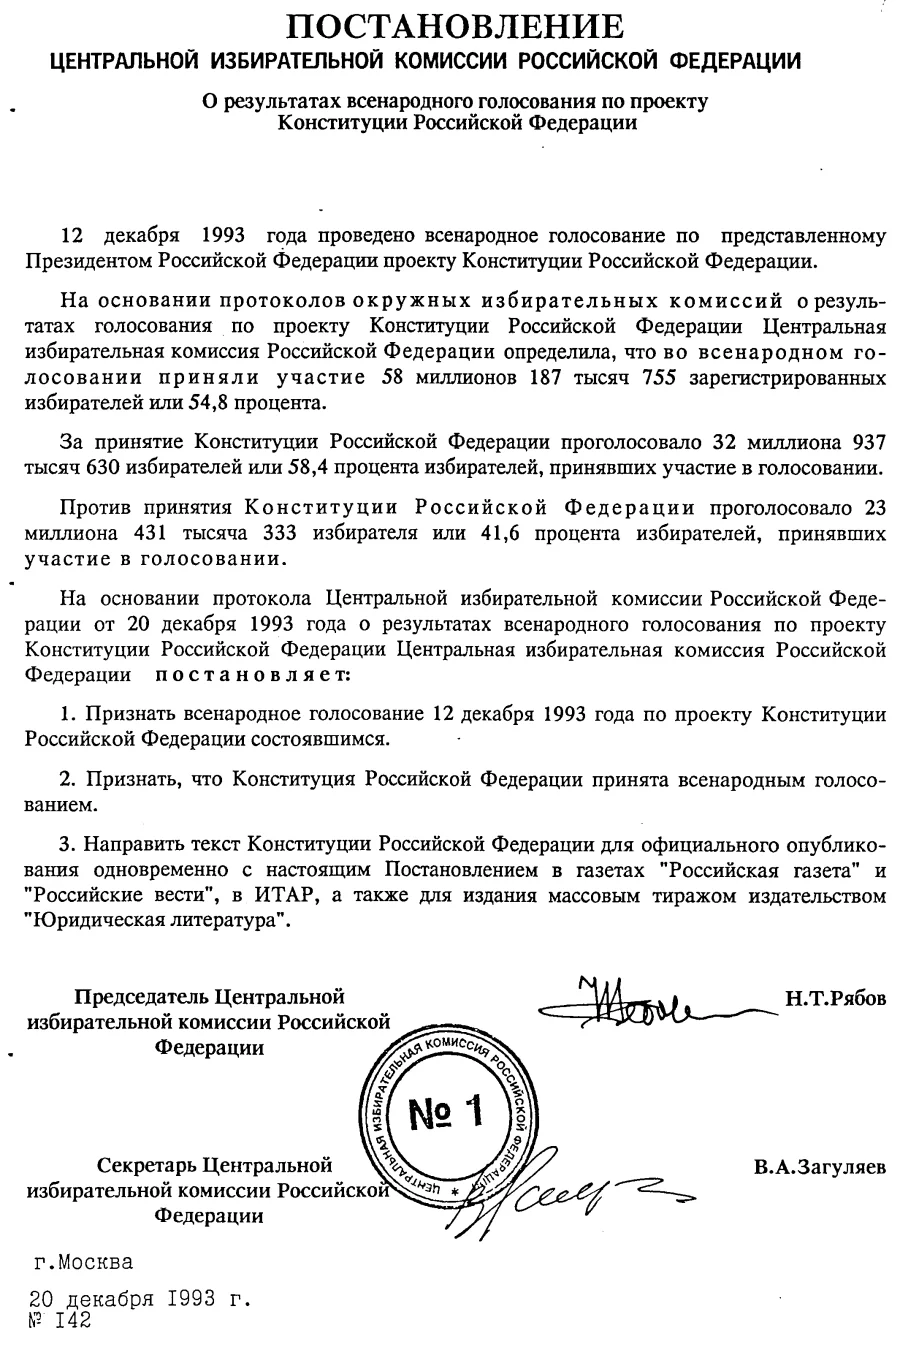 ПОСТАНОВЛЕНИЕ
ЦЕНТРАЛЬНОЙ ИЗБИРАТЕЛЬНОЙ КОМИССИИ РОССИЙСКОЙ ФЕДЕРАЦИИ
О результатах всенародного голосования по проекту
Конституции Российской Федерации
12 декабря 1993 года проведено всенародное голосование по представленному
Президентом Российской Федерации проекту Конституции Российской Федерации.
На основании протоколов окружных избирательных комиссий о резуль-
татах голосования по проекту Конституции Российской Федерации Центральная
избирательная комиссия Российской Федерации определила, что во всенародном го-
лосовании приняли участие 58 миллионов 187 тысяч 755 зарегистрированных
избирателей или 54,8 процента.
За принятие Конституции Российской Федерации проголосовало 32 миллиона 937
тысяч 630 избирателей или 58,4 процента избирателей, принявших участие в голосовании.
Против принятия Конституции Российской Федерации проголосовало 23
миллиона 431 тысяча 333 избирателя или 41,6 процента избирателей, принявших
участие в голосовании.
На основании протокола Центральной избирательной комиссии Российской Феде-
рации от 20 декабря 1993 года о результатах всенародного голосования по проекту
Конституции Российской Федерации Центральная избирательная комиссия Российской
Федерации постановляет:
1. Признать всенародное голосование 12 декабря 1993 года по проекту Конституции
Российской Федерации состоявшимся.
2. Признать, что Конституция Российской Федерации принята всенародным голосо-
ванием.
3. Направить текст Конституции Российской Федерации для официального опублико-
вания одновременно с настоящим Постановлением в газетах "Российская газета" и
"Российские вести", в ИТАР, а также для издания массовым тиражом издательством
"Юридическая литература".
Председатель Центральной
избирательной комиссии Российской
Федерации
Н.Т.Рябов
ЦЕНТРАЛЬНАЯ ИЗБИРАТЕЛЬНАЯ КОМИССИЯ РОССИЙСКОЙ ФЕДЕРАЦИИ *
№ 1
Секретарь Центральной
избирательной комиссии Российской
Федерации
В.А.Загуляев
г.Москва
20 декабря 1993 г.
№ 142